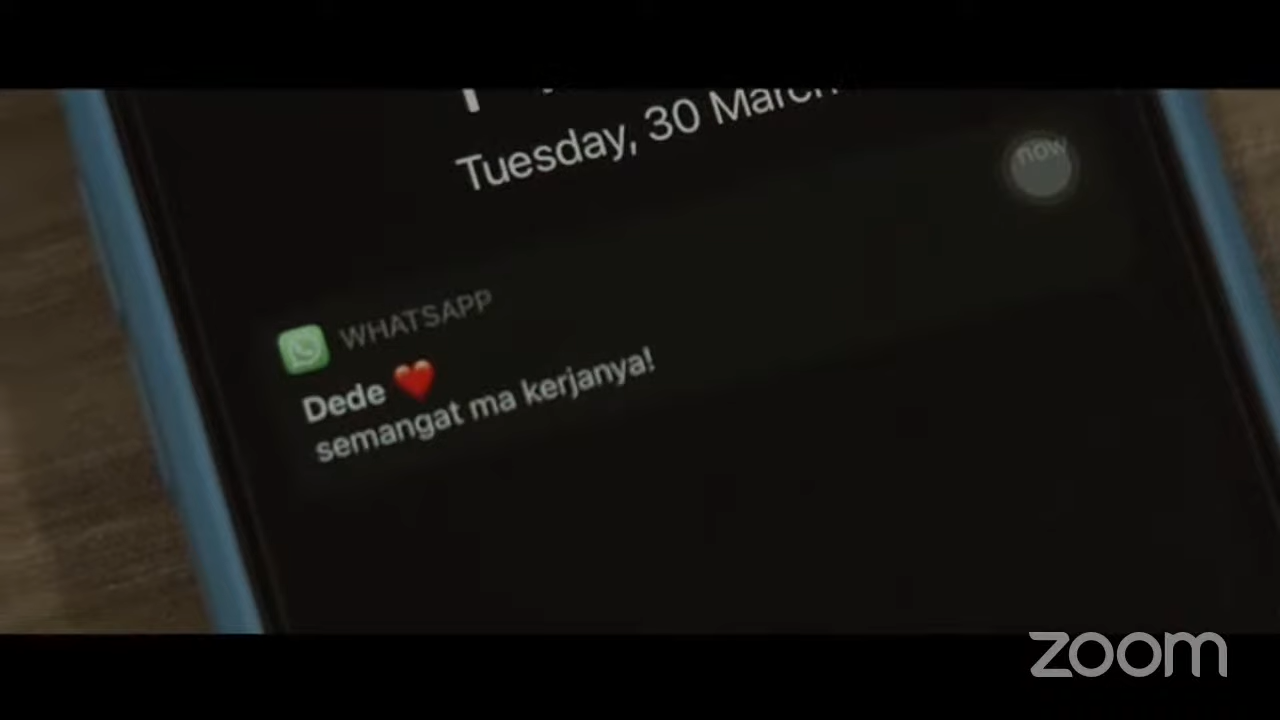 Tuesday, 30 March
now
WHATSAPP
Dede ❤️
semangat ma kerjanya!
zoom